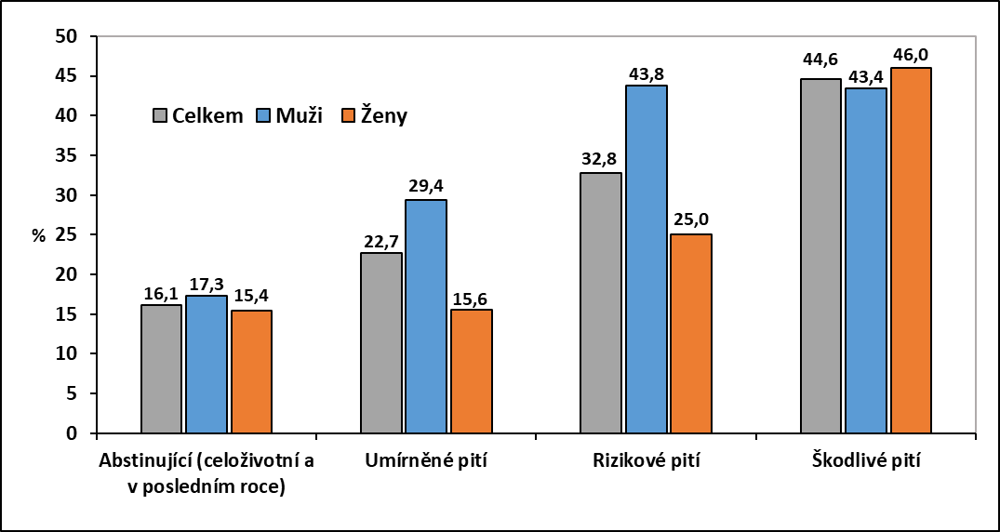 50
45
40
35
30
25
20
15
10
5
0
%
Celkem Muži Ženy
16,1 17,3 15,4
22,7 29,4 15,6
32,8 43,8 25,0
44,6 43,4 46,0
Abstinující (celoživotní a
v posledním roce)
Umírněné pití
Rizikové pití
Škodlivé pití